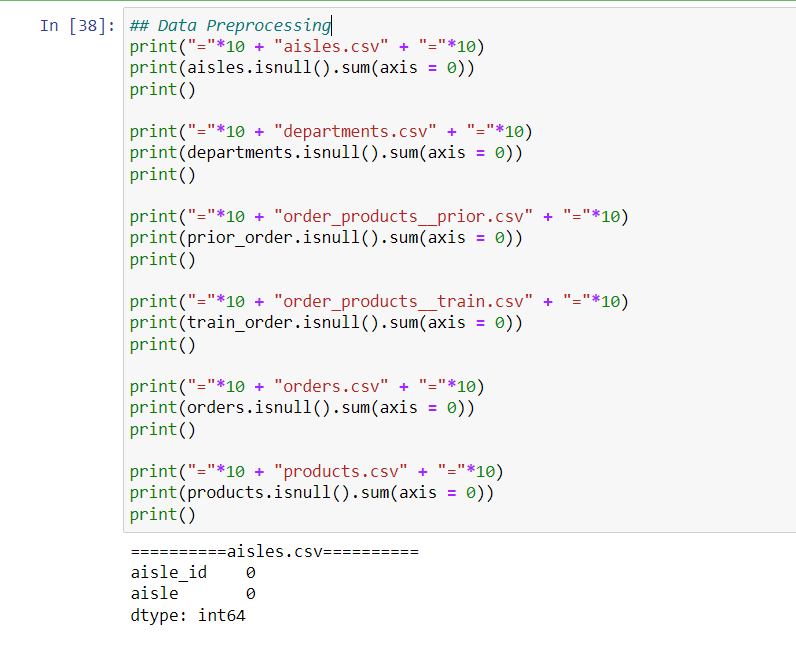 In [38]: ## Data Preprocessing
print("="*10 + "aisles.csv" + "="*10)
print(aisles.isnull().sum(axis = 0))
print()
print("="*10 + "departments.csv" + "="*10)
print(departments.isnull().sum(axis = 0))
print()
print("="*10 + "order_products__prior.csv" + "="*10)
print(prior_order.isnull().sum(axis = 0))
print()
print("="*10 + "order_products__train.csv" + "="*10)
print(train_order.isnull().sum(axis = 0))
print()
print("="*10 + "orders.csv" + "="*10)
print(orders.isnull().sum(axis = 0))
print()
print("="*10 + "products.csv" + "="*10)
print(products.isnull().sum(axis = 0))
print()
==========aisles.csv==========
aisle_id    0
aisle       0
dtype: int64